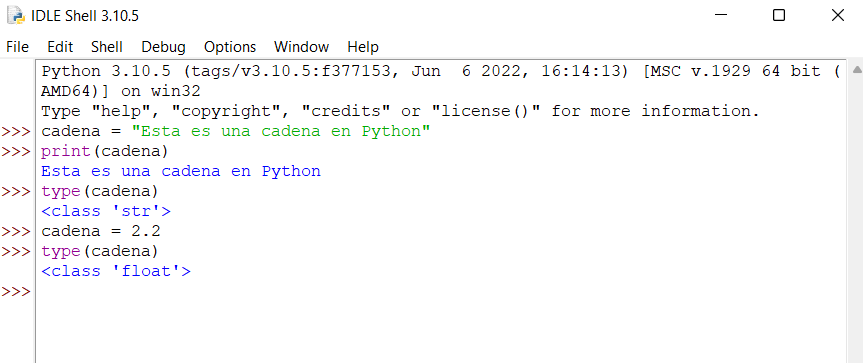 IDLE Shell 3.10.5
File Edit Shell Debug Options Window Help
Python 3.10.5 (tags/v3.10.5:f377153, Jun  6 2022, 16:14:13) [MSC v.1929 64 bit (
AMD64)] on win32
Type "help", "copyright", "credits" or "license()" for more information.
>>> cadena = "Esta es una cadena en Python"
>>> print(cadena)
Esta es una cadena en Python
>>> type(cadena)
<class 'str'>
>>> cadena = 2.2
>>> type(cadena)
<class 'float'>
>>>